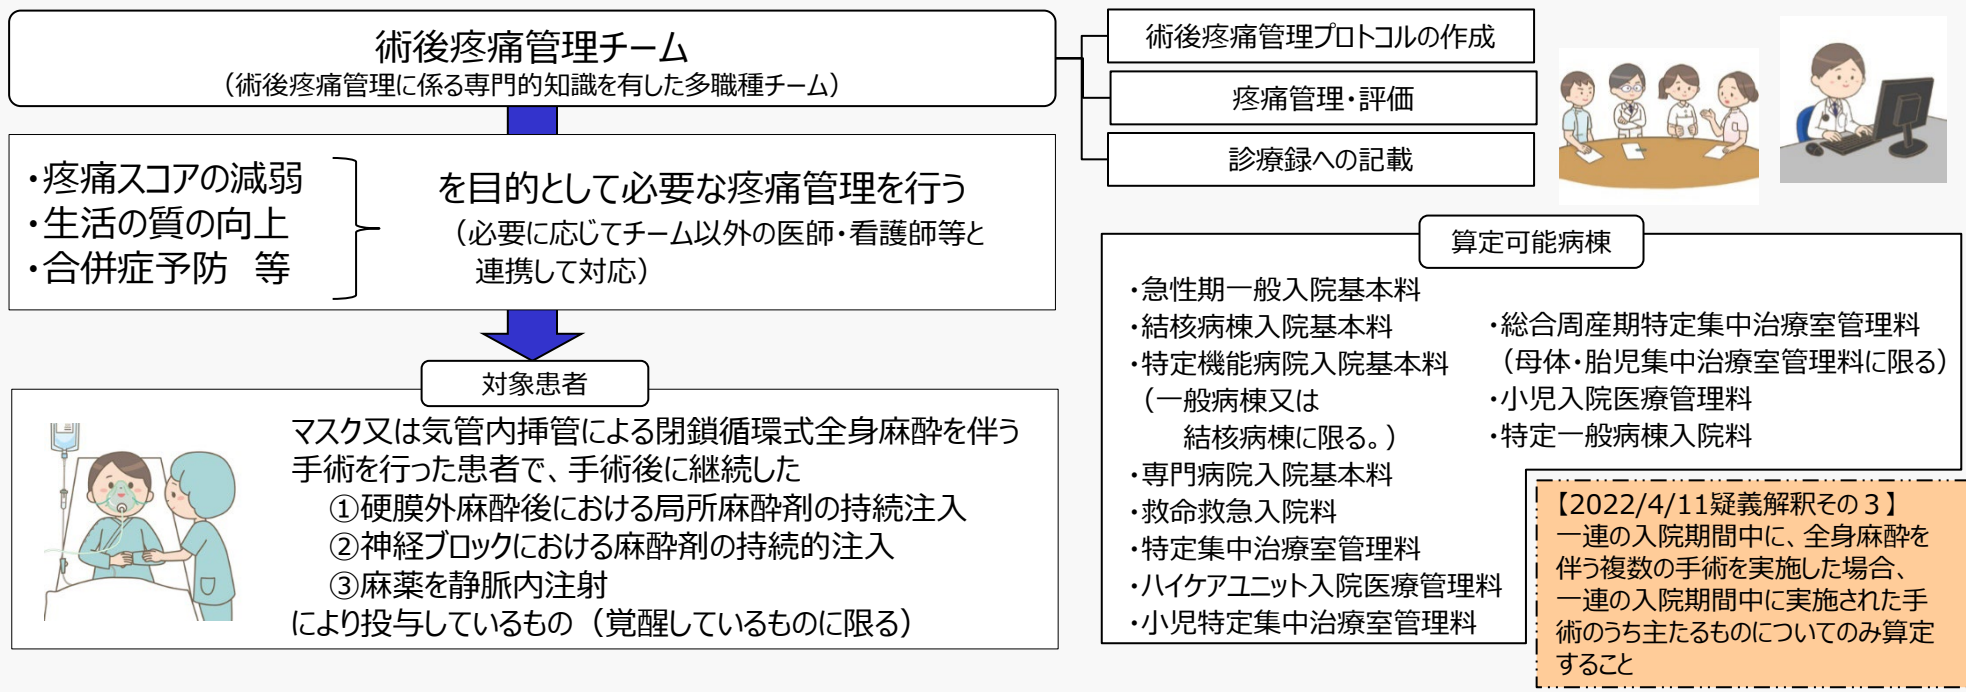 術後疼痛管理チーム
（術後疼痛管理に係る専門的知識を有した多職種チーム）
・疼痛スコアの減弱
・生活の質の向上
・合併症予防　等
を目的として必要な疼痛管理を行う
（必要に応じてチーム以外の医師・看護師等と
連携して対応）
対象患者
マスク又は気管内挿管による閉鎖循環式全身麻酔を伴う
手術を行った患者で、手術後に継続した
①硬膜外麻酔後における局所麻酔剤の持続注入
②神経ブロックにおける麻酔剤の持続的注入
③麻薬を静脈内注射
により投与しているもの（覚醒しているものに限る）
術後疼痛管理プロトコルの作成
疼痛管理・評価
診療録への記載
算定可能病棟
・急性期一般入院基本料
・結核病棟入院基本料
・特定機能病院入院基本料
（一般病棟又は
結核病棟に限る。）
・専門病院入院基本料
・救命救急入院料
・特定集中治療室管理料
・ハイケアユニット入院医療管理料
・小児特定集中治療室管理料
・総合周産期特定集中治療室管理料
（母体・胎児集中治療室管理料に限る）
・小児入院医療管理料
・特定一般病棟入院料
【2022/4/11疑義解釈その３】
一連の入院期間中に、全身麻酔を
伴う複数の手術を実施した場合、
一連の入院期間中に実施された手
術のうち主たるものについてのみ算定
すること